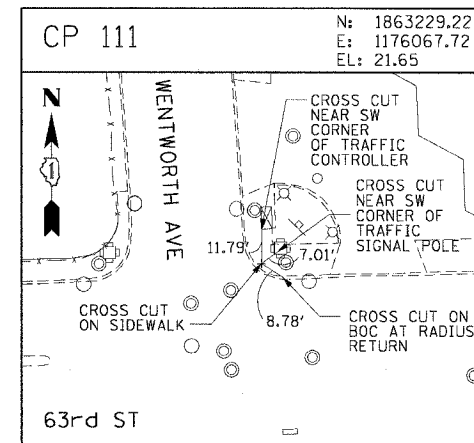 CP 111
N: 1863229.22
E: 1176067.72
EL: 21.65
N
1
WENTWORTH AVE
CROSS CUT
NEAR SW
CORNER
OF TRAFFIC
CONTROLLER
CROSS CUT
NEAR SW
CORNER OF
TRAFFIC
SIGNAL POLE
11.79'
7.01'
CROSS CUT
ON SIDEWALK
8.78'
CROSS CUT ON
BOC AT RADIUS
RETURN
63rd ST